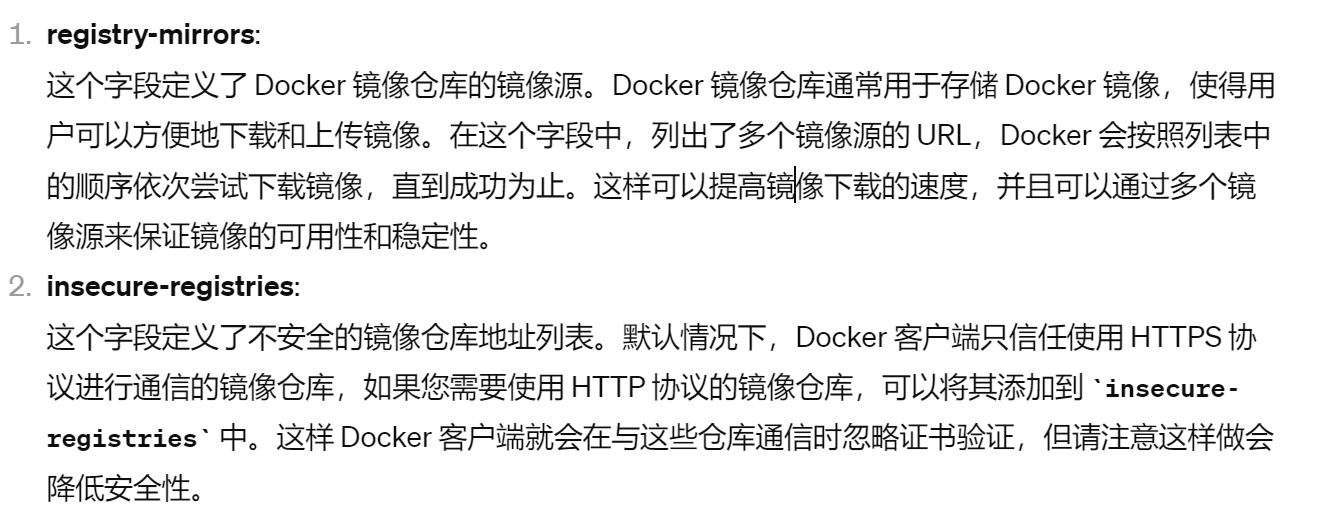 1. registry-mirrors:
这个字段定义了 Docker 镜像仓库的镜像源。Docker 镜像仓库通常用于存储 Docker 镜像，使得用
户可以方便地下载和上传镜像。在这个字段中，列出了多个镜像源的 URL，Docker 会按照列表中
的顺序依次尝试下载镜像，直到成功为止。这样可以提高镜像下载的速度，并且可以通过多个镜
像源来保证镜像的可用性和稳定性。
2. insecure-registries:
这个字段定义了不安全的镜像仓库地址列表。默认情况下，Docker 客户端只信任使用 HTTPS 协
议进行通信的镜像仓库，如果您需要使用 HTTP 协议的镜像仓库，可以将其添加到 `insecure-
registries` 中。这样 Docker 客户端就会在与这些仓库通信时忽略证书验证，但请注意这样做会
降低安全性。